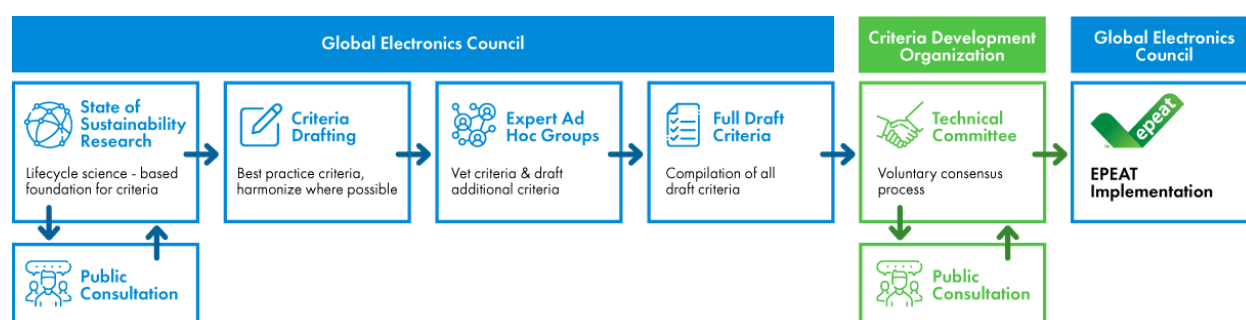 Global Electronics Council
Criteria Development
Organization
Global Electronics
Council
State of
Sustainability
Research
Lifecycle science - based
foundation for criteria
Criteria
Drafting
Best practice criteria,
harmonize where possible
Expert Ad
Hoc Groups
Vet criteria & draft
additional criteria
Full Draft
Criteria
Compilation of all
draft criteria
Technical
Committee
Voluntary consensus
process
epeat
EPEAT
Implementation
Public
Consultation
Public
Consultation